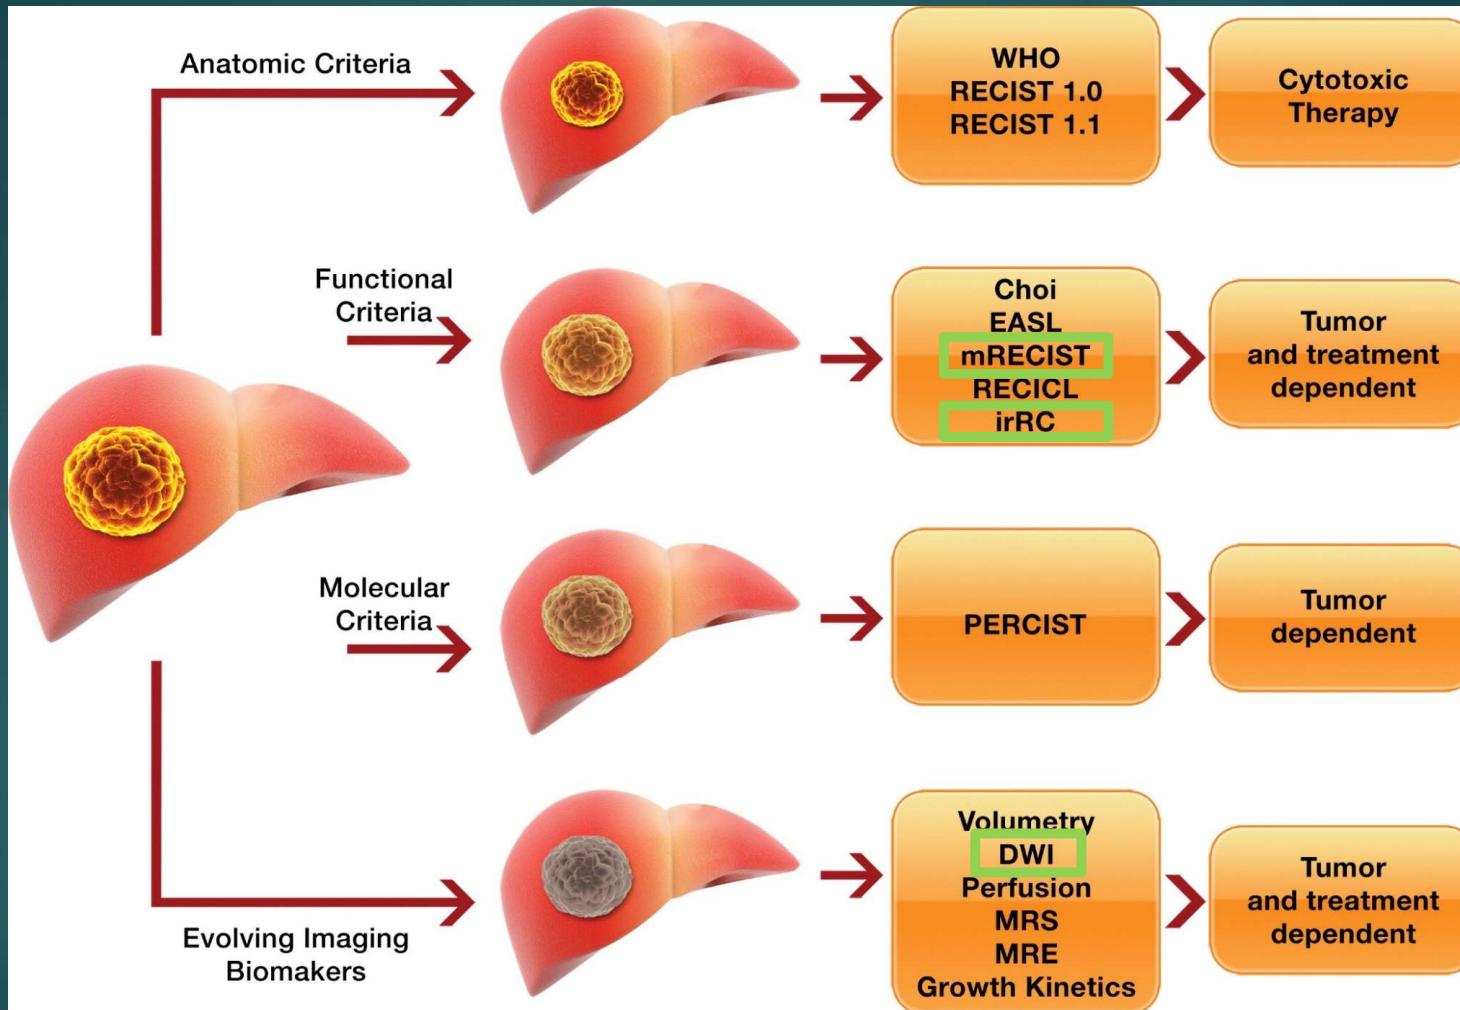 Anatomic Criteria
WHO
RECIST 1.0
RECIST 1.1
Cytotoxic
Therapy
Functional
Criteria
Choi
EASL
mRECIST
RECICL
irRC
Tumor
and treatment
dependent
Molecular
Criteria
PERCIST
Tumor
dependent
Evolving Imaging
Biomakers
Volumetry
DWI
Perfusion
MRS
MRE
Growth Kinetics
Tumor
and treatment
dependent